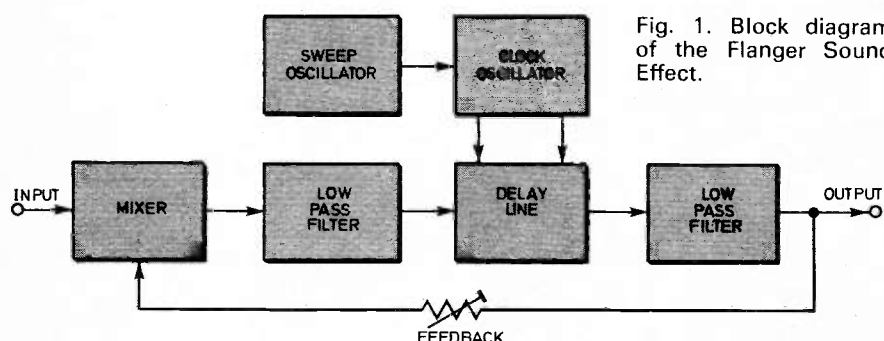 Fig. 1. Block diagram
of the Flanger Sound
Effect.
SWEEP
OSCILLATOR
CLOCK
OSCILLATOR
INPUT
MIXER
LOW
PASS
FILTER
DELAY
LINE
LOW
PASS
FILTER
OUTPUT
FEEDBACK